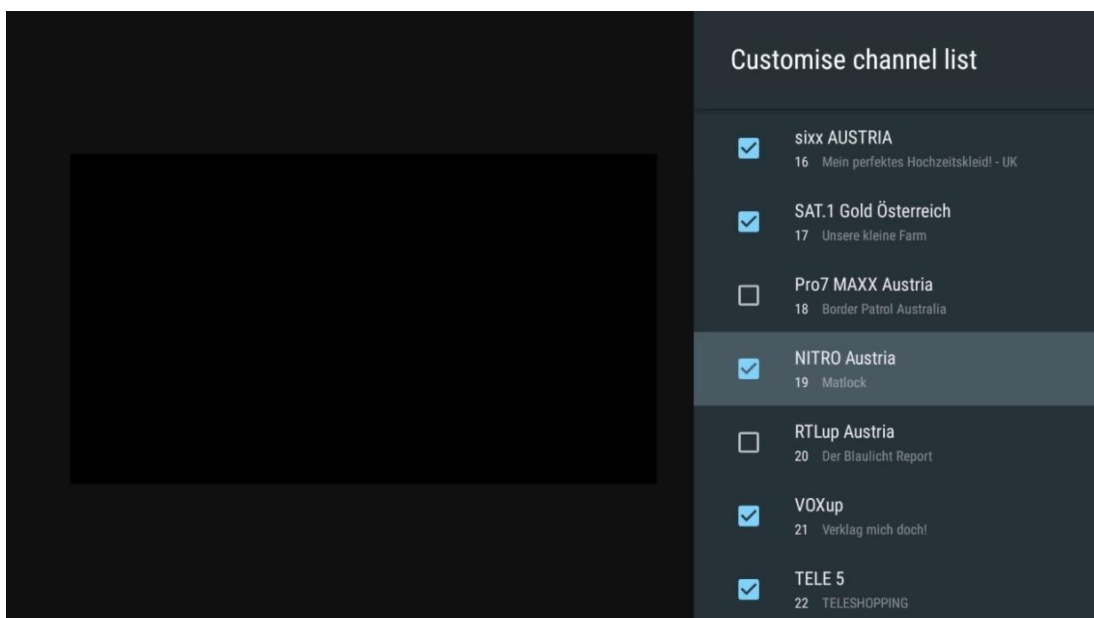 Customise channel list
sixx AUSTRIA
16 Mein perfektes Hochzeitskleid! - UK
SAT.1 Gold Österreich
17 Unsere kleine Farm
Pro7 MAXX Austria
18 Border Patrol Australia
NITRO Austria
19 Matlock
RTLup Austria
20 Der Blaulicht Report
VOXup
21 Verklag mich doch!
TELE 5
22 TELESHOPPING